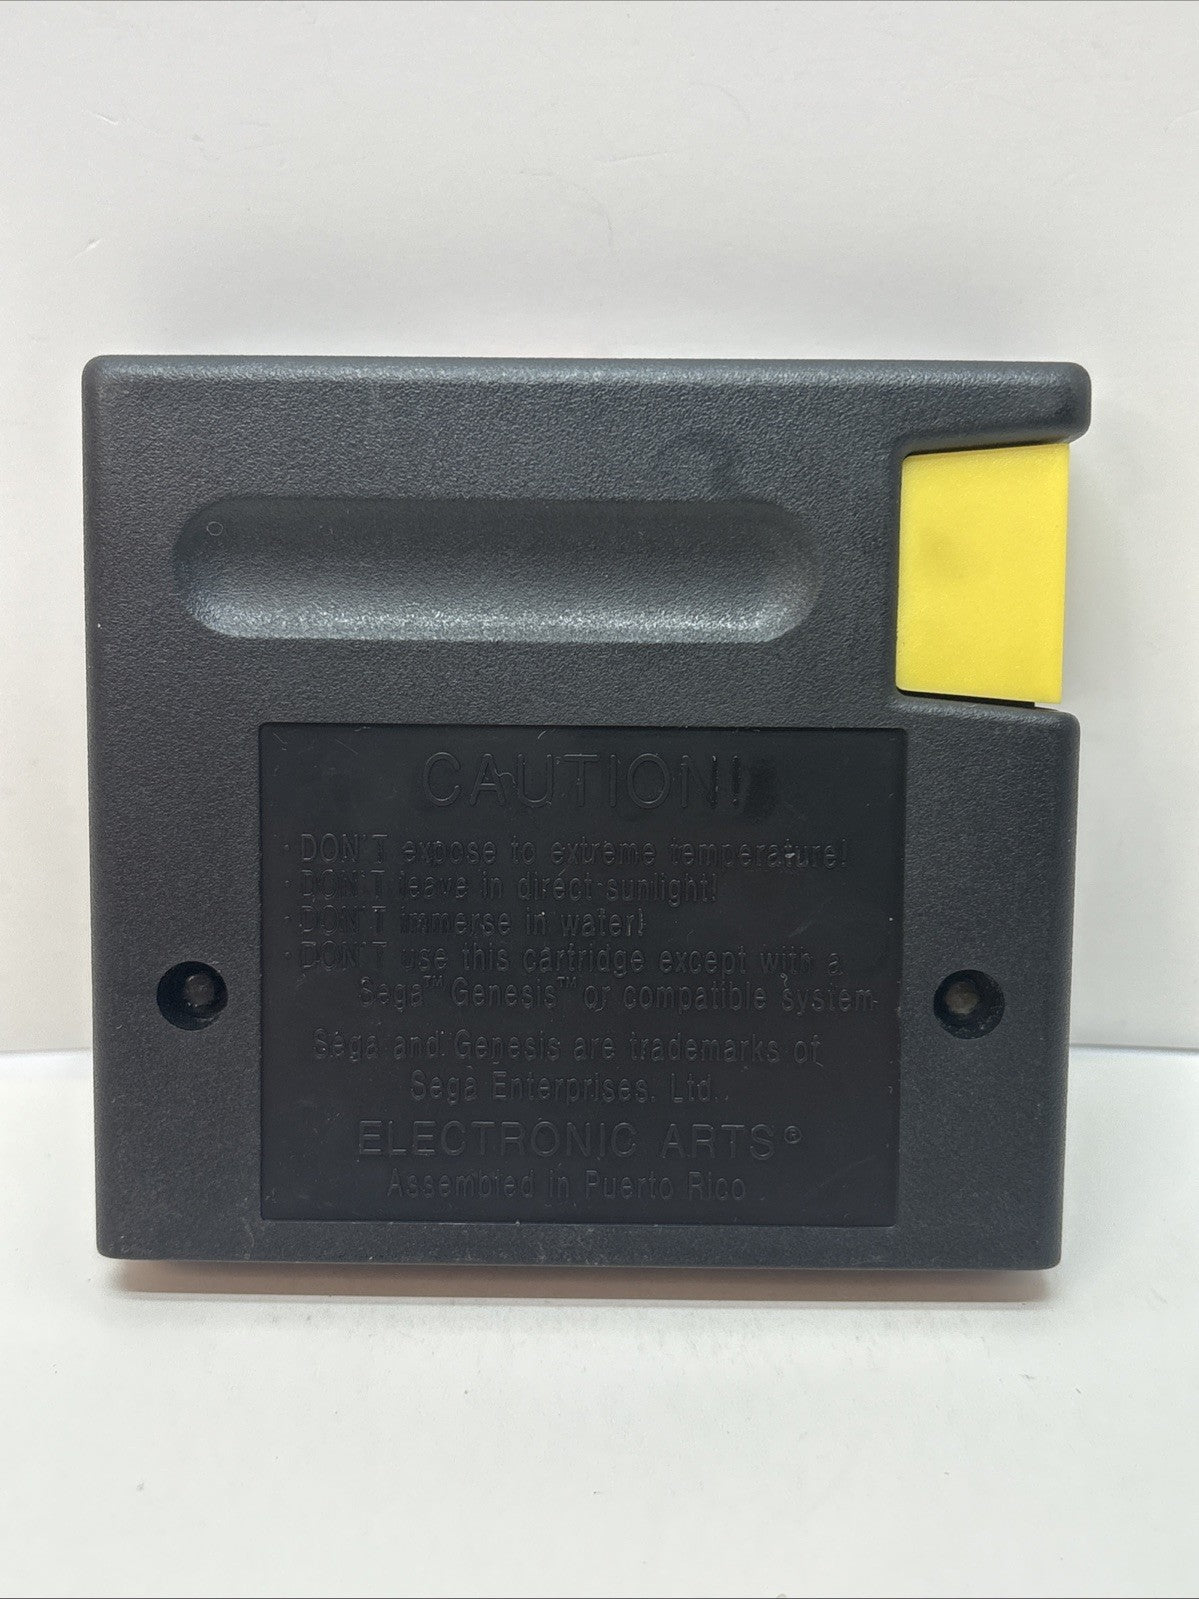 CAUTION!
· DON'T expose to extreme temperature!
· DON'T leave in direct sunlight!
· DON'T immerse in water!
· DON'T use this cartridge except with a
Sega™ Genesis™ or compatible system.
Sega and Genesis are trademarks of
Sega Enterprises, Ltd.
ELECTRONIC ARTS®
Assembled in Puerto Rico